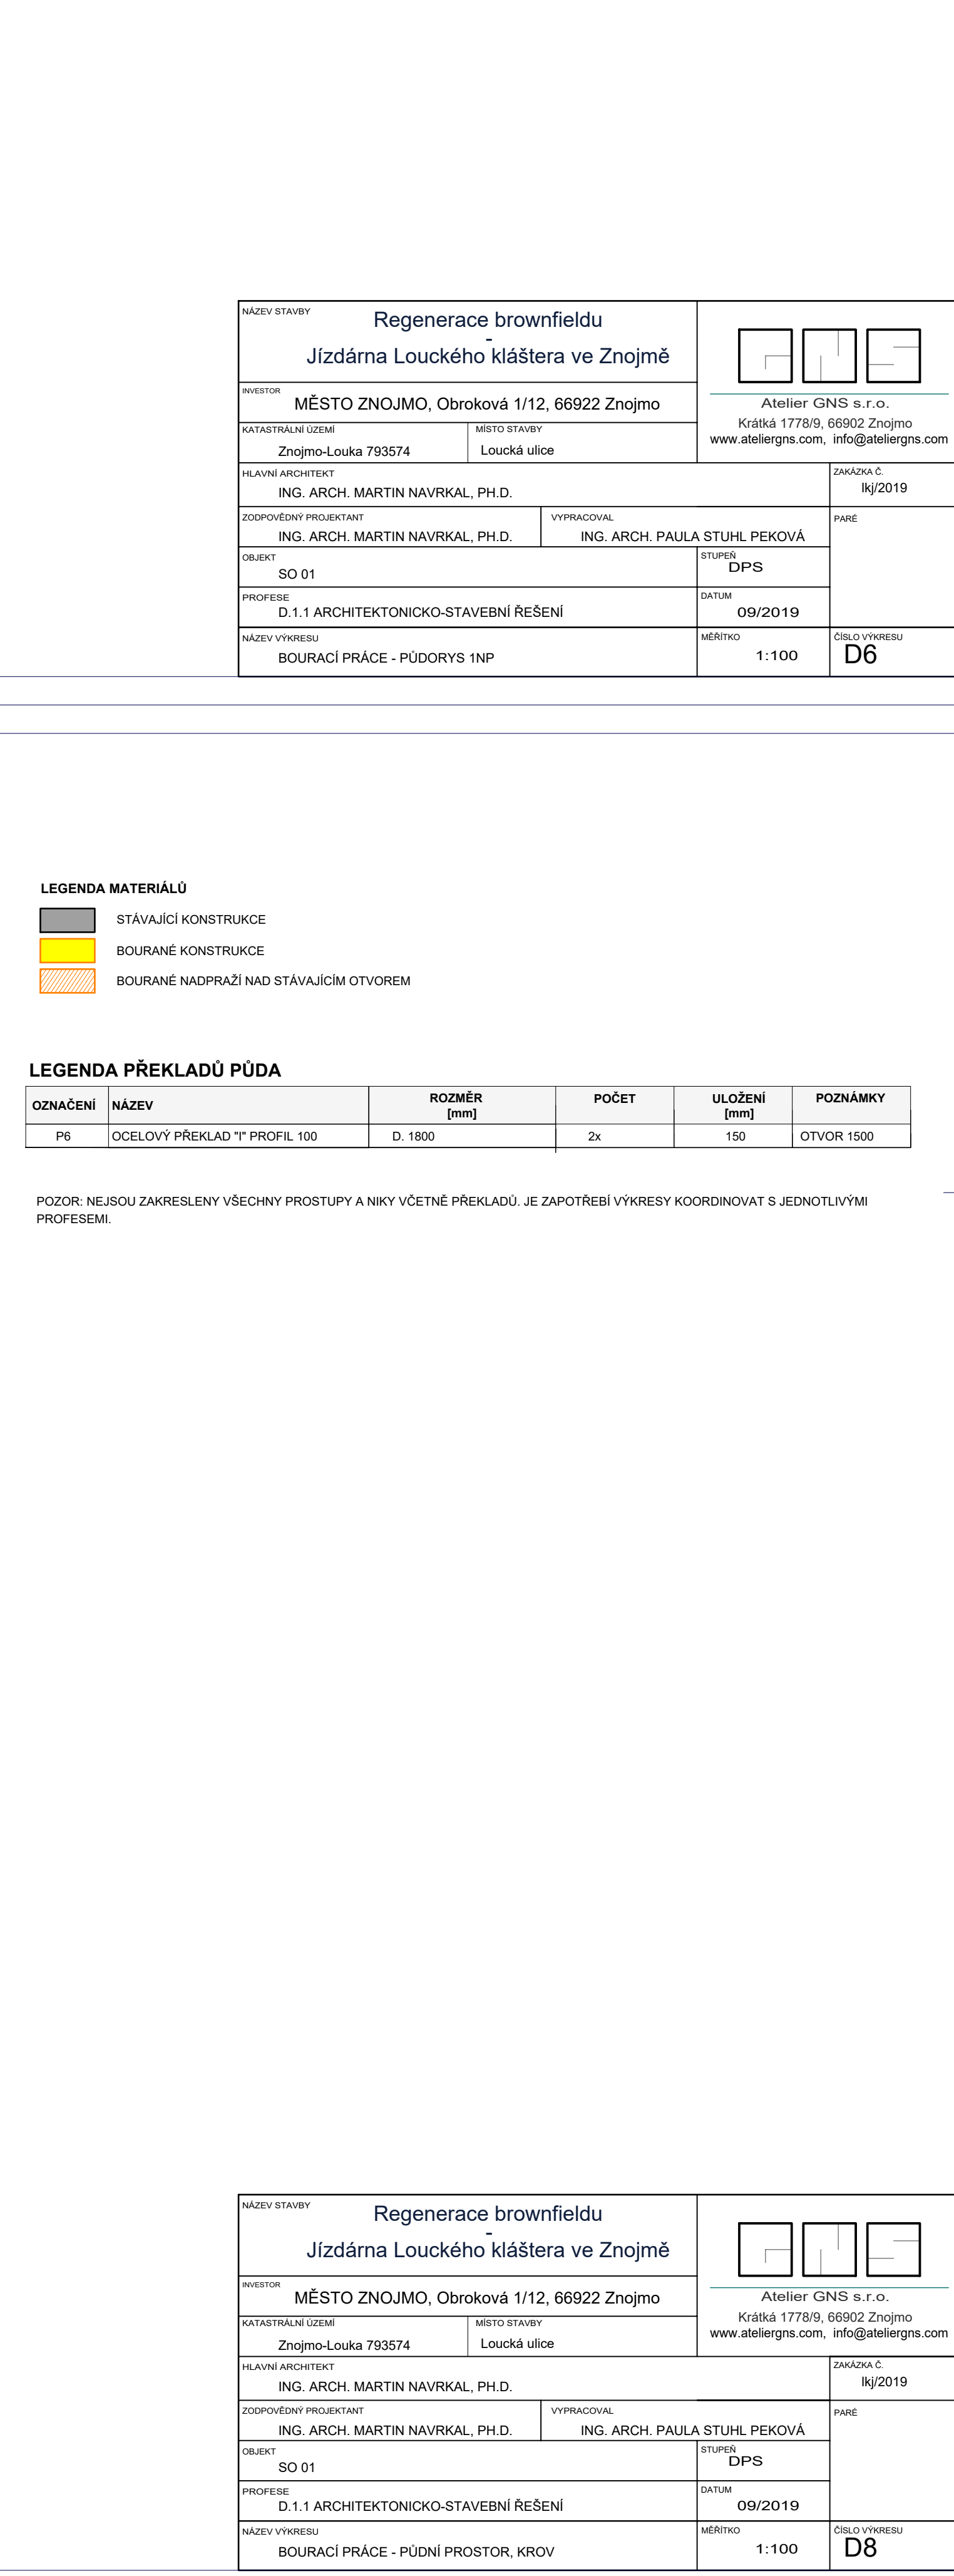 NÁZEV STAVBY
Regenerace brownfieldu
-
Jízdárna Louckého kláštera ve Znojmě
INVESTOR
MĚSTO ZNOJMO, Obroková 1/12, 66922 Znojmo
Atelier GNS s.r.o.
Krátká 1778/9, 66902 Znojmo
www.ateliergns.com, info@ateliergns.com
KATASTRÁLNÍ ÚZEMÍ
Znojmo-Louka 793574
MÍSTO STAVBY
Loucká ulice
HLAVNÍ ARCHITEKT
ING. ARCH. MARTIN NAVRKAL, PH.D.
ZAKÁZKA Č.
lkj/2019
ZODPOVĚDNÝ PROJEKTANT
ING. ARCH. MARTIN NAVRKAL, PH.D.
VYPRACOVAL
ING. ARCH. PAULA STUHL PEKOVÁ
PARÉ
OBJEKT
SO 01
STUPEŇ
DPS
PROFESE
D.1.1 ARCHITEKTONICKO-STAVEBNÍ ŘEŠENÍ
DATUM
09/2019
NÁZEV VÝKRESU
BOURACÍ PRÁCE - PŮDORYS 1NP
MĚŘÍTKO
1:100
ČÍSLO VÝKRESU
D6
LEGENDA MATERIÁLŮ
STÁVAJÍCÍ KONSTRUKCE
BOURANÉ KONSTRUKCE
BOURANÉ NADPRAŽÍ NAD STÁVAJÍCÍM OTVOREM
LEGENDA PŘEKLADŮ PŮDA
OZNAČENÍ NÁZEV ROZMĚR [mm] POČET ULOŽENÍ [mm] POZNÁMKY
P6 OCELOVÝ PŘEKLAD "I" PROFIL 100 D. 1800 2x 150 OTVOR 1500
POZOR: NEJSOU ZAKRESLENY VŠECHNY PROSTUPY A NIKY VČETNĚ PŘEKLADŮ. JE ZAPOTŘEBÍ VÝKRESY KOORDINOVAT S JEDNOTLIVÝMI
PROFESEMI.
NÁZEV STAVBY
Regenerace brownfieldu
-
Jízdárna Louckého kláštera ve Znojmě
INVESTOR
MĚSTO ZNOJMO, Obroková 1/12, 66922 Znojmo
Atelier GNS s.r.o.
Krátká 1778/9, 66902 Znojmo
www.ateliergns.com, info@ateliergns.com
KATASTRÁLNÍ ÚZEMÍ
Znojmo-Louka 793574
MÍSTO STAVBY
Loucká ulice
HLAVNÍ ARCHITEKT
ING. ARCH. MARTIN NAVRKAL, PH.D.
ZAKÁZKA Č.
lkj/2019
ZODPOVĚDNÝ PROJEKTANT
ING. ARCH. MARTIN NAVRKAL, PH.D.
VYPRACOVAL
ING. ARCH. PAULA STUHL PEKOVÁ
PARÉ
OBJEKT
SO 01
STUPEŇ
DPS
PROFESE
D.1.1 ARCHITEKTONICKO-STAVEBNÍ ŘEŠENÍ
DATUM
09/2019
NÁZEV VÝKRESU
BOURACÍ PRÁCE - PŮDNÍ PROSTOR, KROV
MĚŘÍTKO
1:100
ČÍSLO VÝKRESU
D8